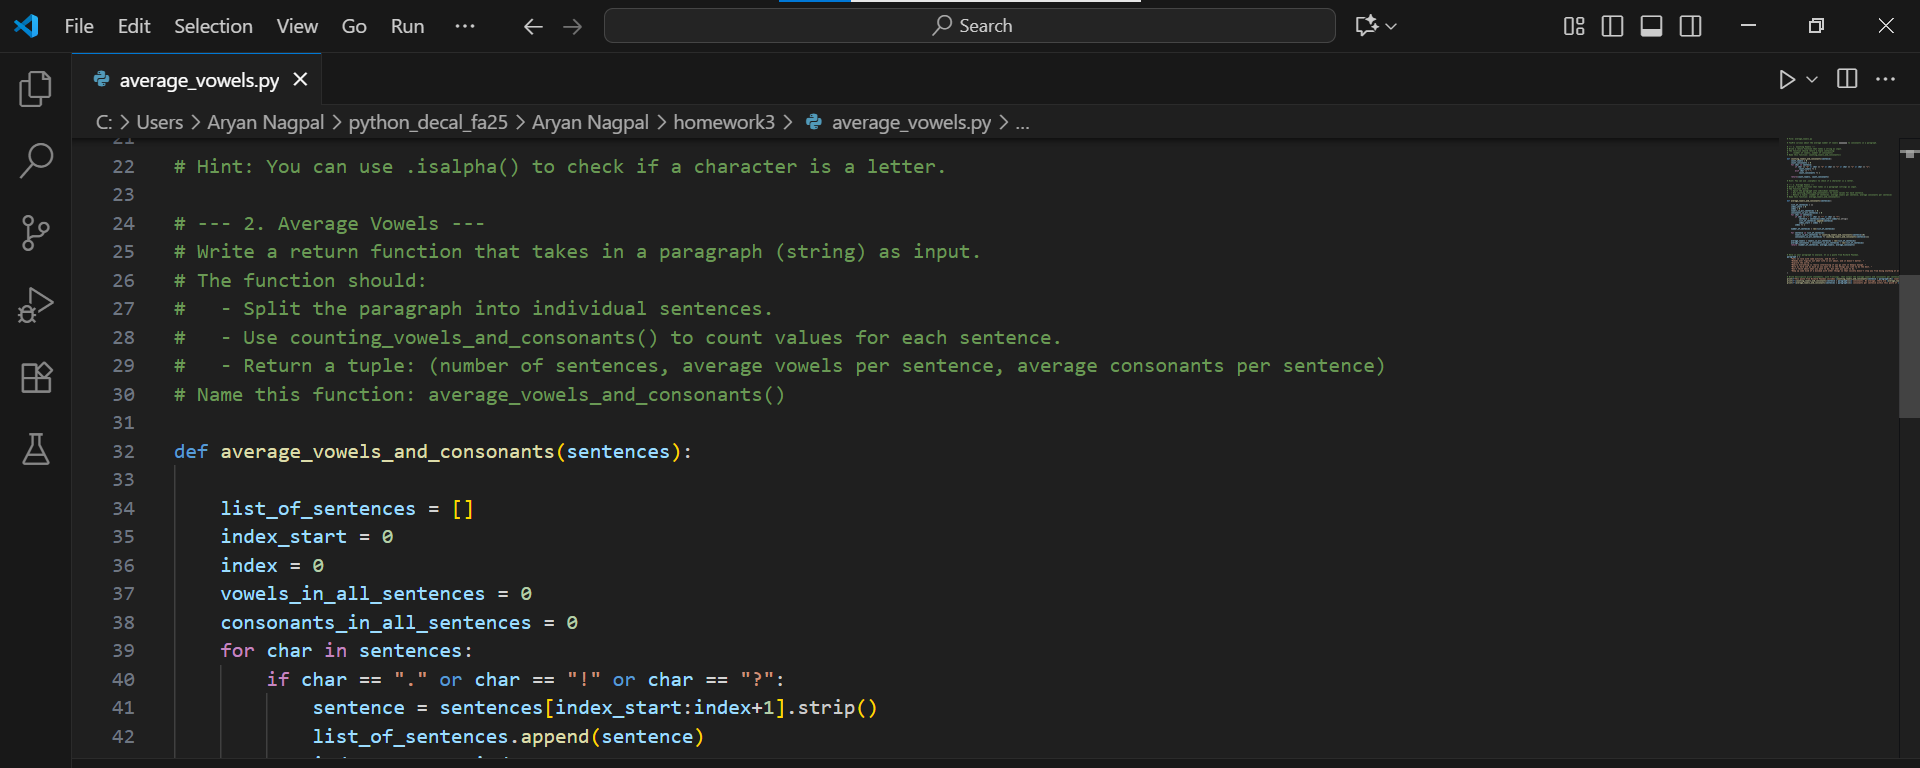 File Edit Selection View Go Run ... Search
average_vowels.py
C: > Users > Aryan Nagpal > python_decal_fa25 > Aryan Nagpal > homework3 > average_vowels.py > ...
21
22 # Hint: You can use .isalpha() to check if a character is a letter.
23
24 # --- 2. Average Vowels ---
25 # Write a return function that takes in a paragraph (string) as input.
26 # The function should:
27 #   - Split the paragraph into individual sentences.
28 #   - Use counting_vowels_and_consonants() to count values for each sentence.
29 #   - Return a tuple: (number of sentences, average vowels per sentence, average consonants per sentence)
30 # Name this function: average_vowels_and_consonants()
31
32 def average_vowels_and_consonants(sentences):
33
34     list_of_sentences = []
35     index_start = 0
36     index = 0
37     vowels_in_all_sentences = 0
38     consonants_in_all_sentences = 0
39     for char in sentences:
40         if char == "." or char == "!" or char == "?":
41             sentence = sentences[index_start:index+1].strip()
42             list_of_sentences.append(sentence)